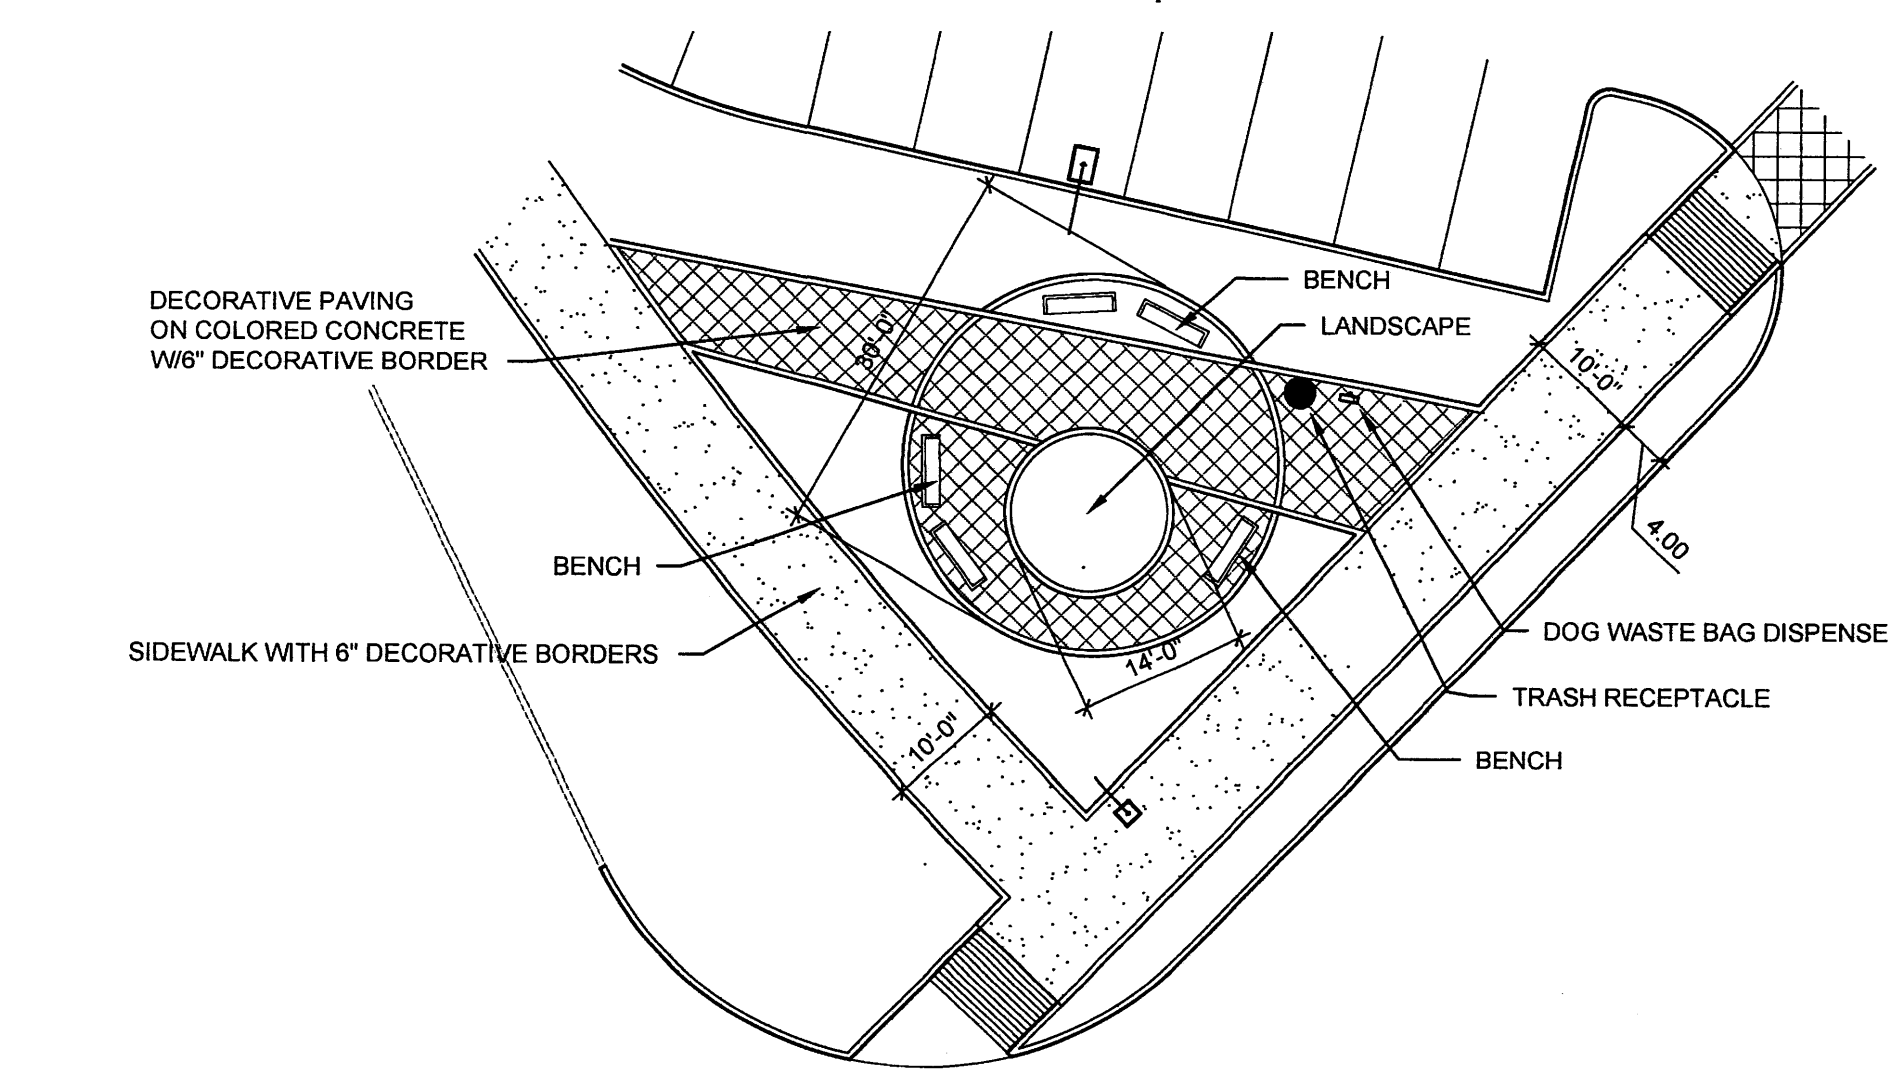 BENCH
LANDSCAPE
DECORATIVE PAVING
ON COLORED CONCRETE
W/6" DECORATIVE BORDER
30'-0"
10'-0"
4.00
BENCH
SIDEWALK WITH 6" DECORATIVE BORDERS
14'-0"
DOG WASTE BAG DISPENSE
TRASH RECEPTACLE
10'-0"
BENCH